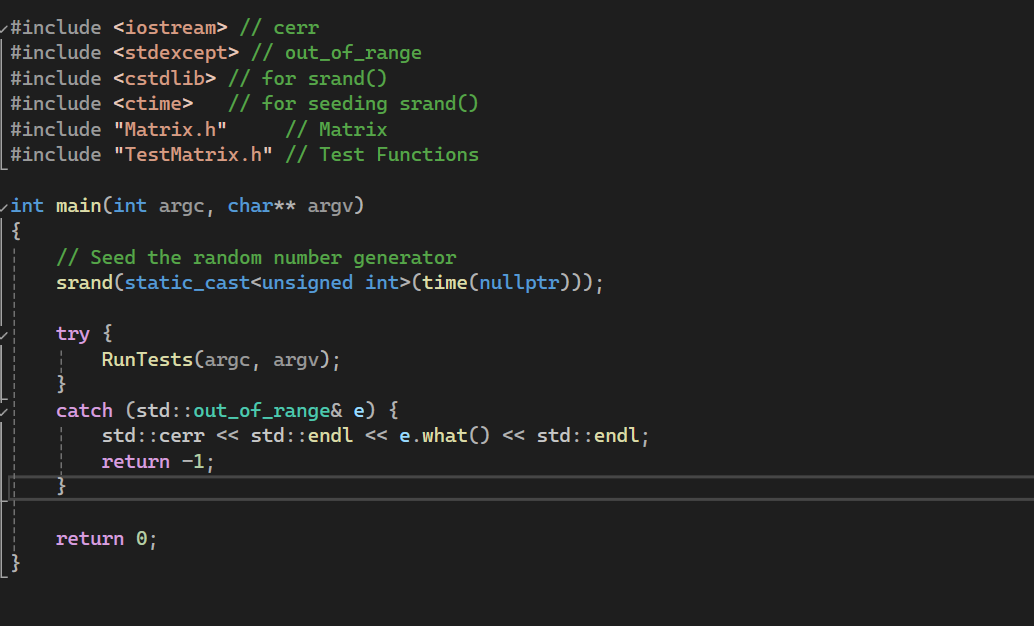 #include <iostream> // cerr
#include <stdexcept> // out_of_range
#include <cstdlib> // for srand()
#include <ctime>   // for seeding srand()
#include "Matrix.h"     // Matrix
#include "TestMatrix.h" // Test Functions
int main(int argc, char** argv)
{
    // Seed the random number generator
    srand(static_cast<unsigned int>(time(nullptr)));
    try {
        RunTests(argc, argv);
    }
    catch (std::out_of_range& e) {
        std::cerr << std::endl << e.what() << std::endl;
        return -1;
    }
    return 0;
}